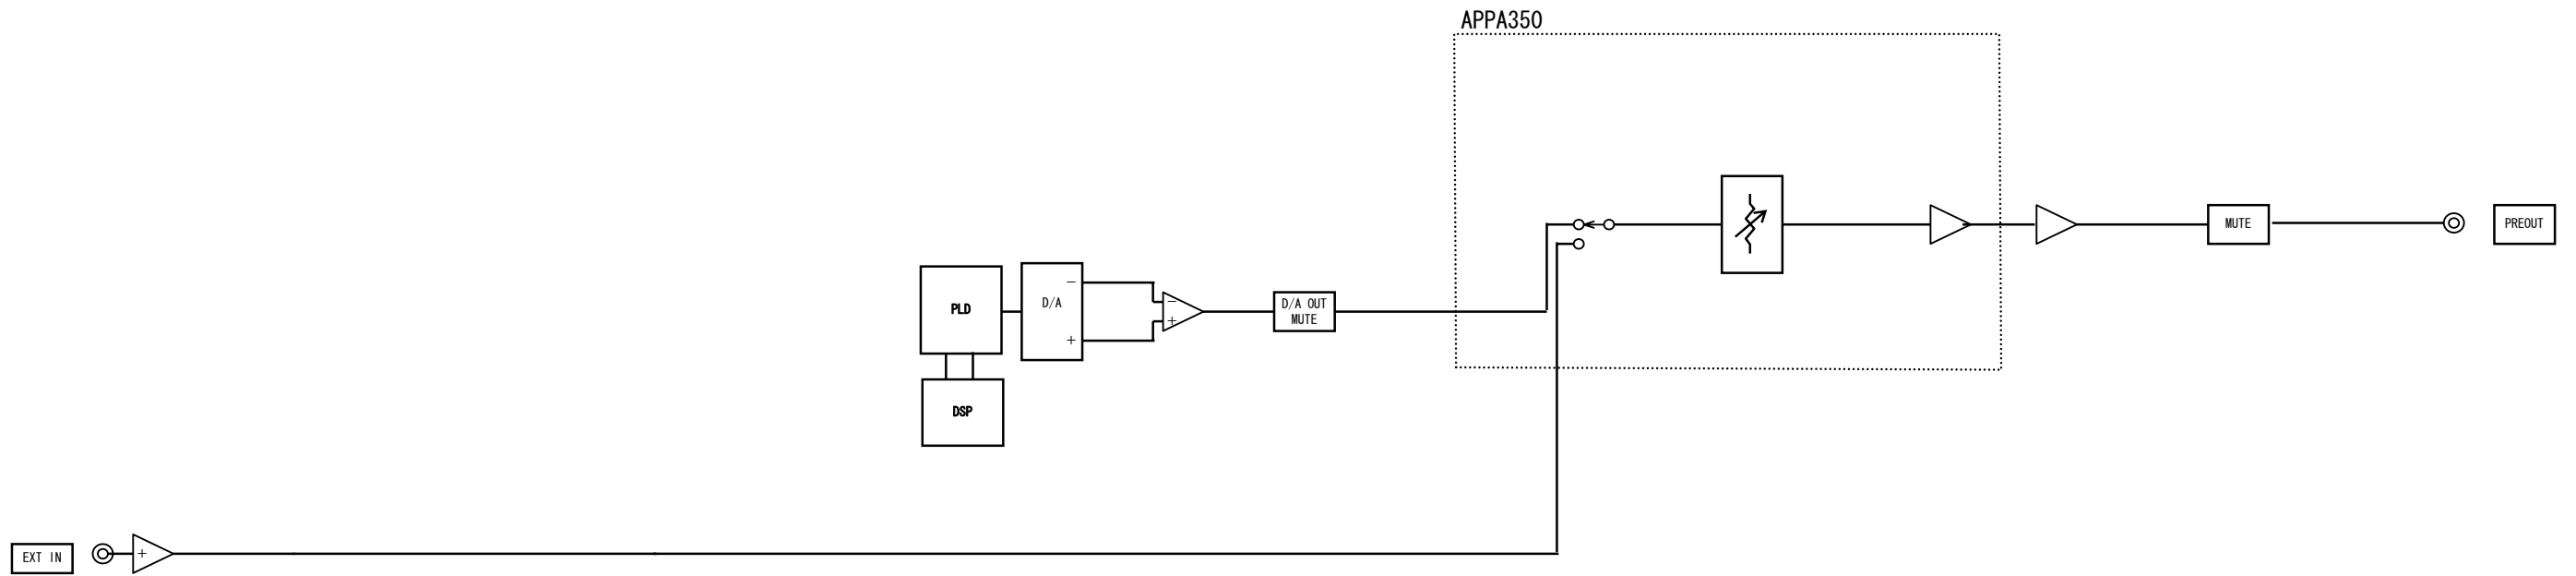 APPA350
MUTE
PREOUT
−
D/A
PLD
D/A OUT
MUTE
−
+
+
DSP
EXT IN
+